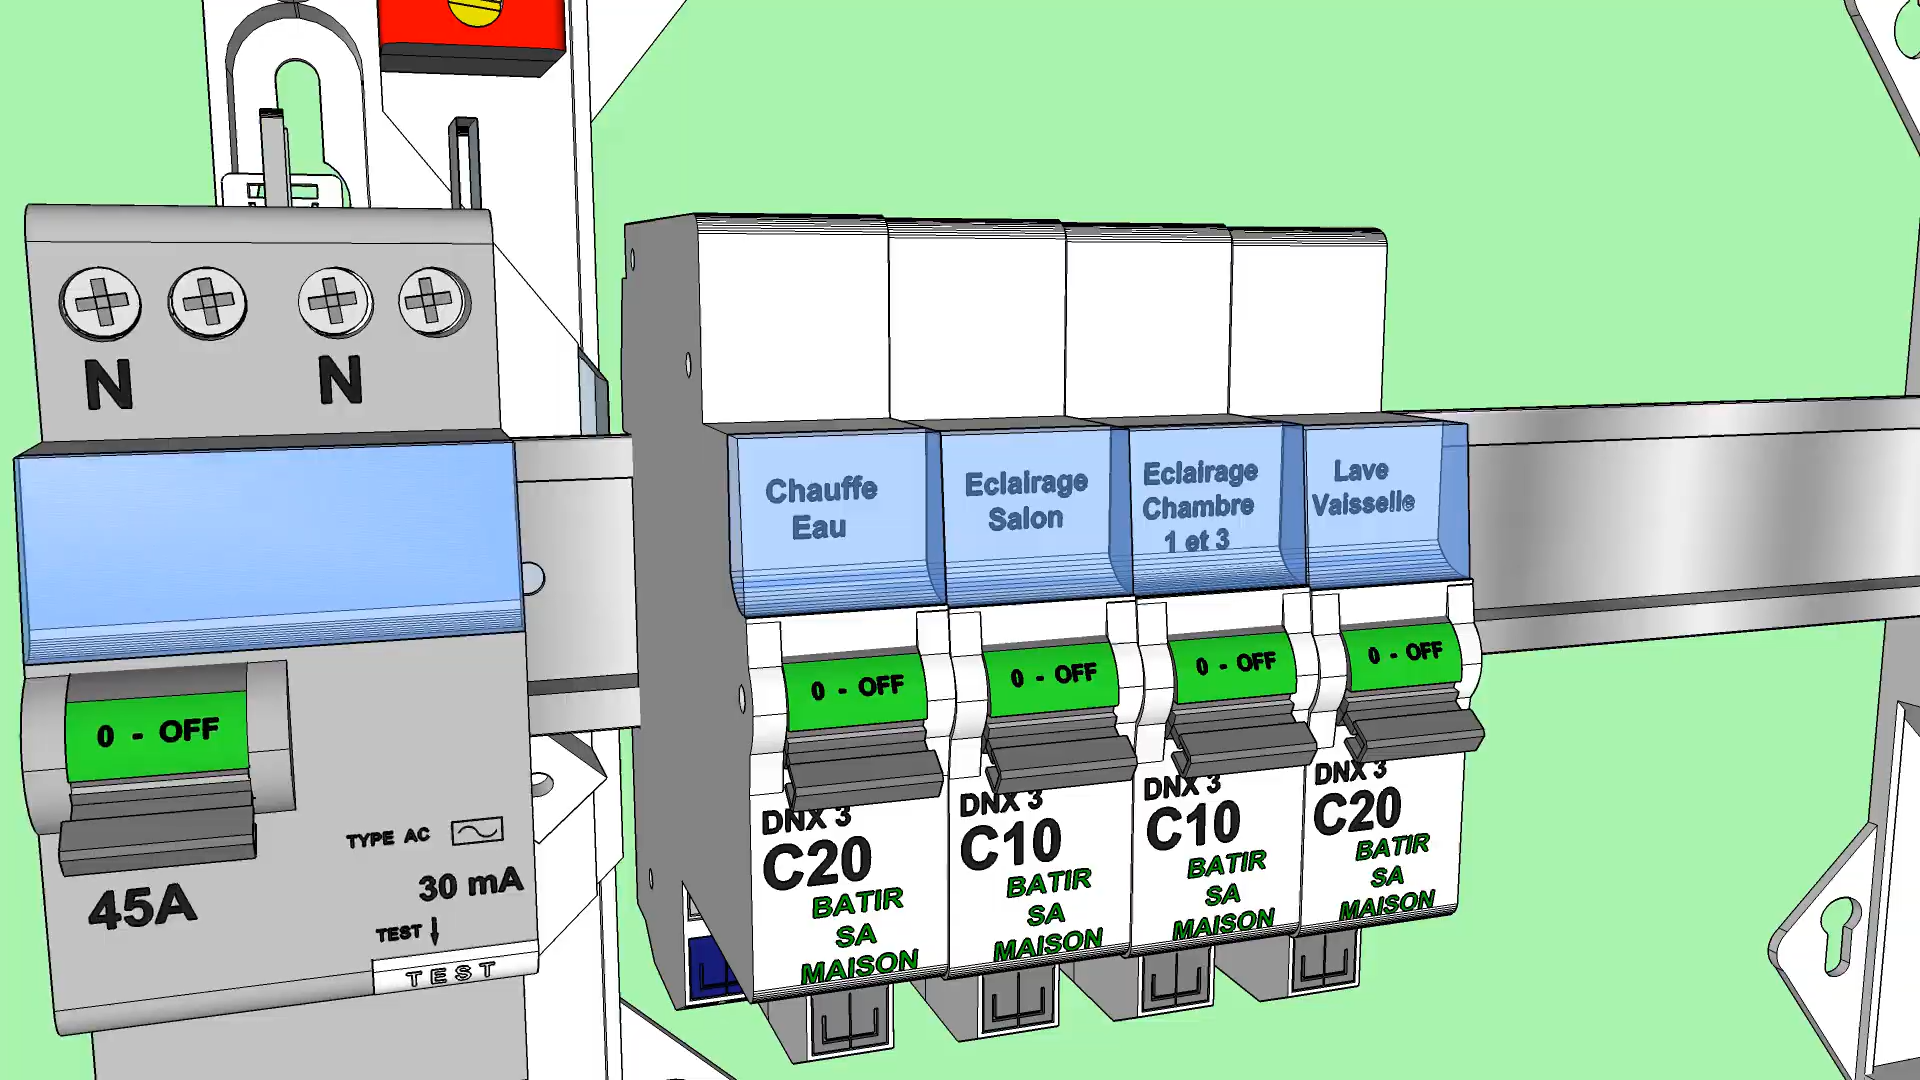 N N
0 - OFF
TYPE AC
45A
30 mA
TEST
TEST
Chauffe
Eau
0 - OFF
DNX 3
C20
BATIR
SA
MAISON
Eclairage
Salon
0 - OFF
DNX 3
C10
BATIR
SA
MAISON
Eclairage
Chambre
1 et 3
0 - OFF
DNX 3
C10
BATIR
SA
MAISON
Lave
Vaisselle
0 - OFF
DNX 3
C20
BATIR
SA
MAISON